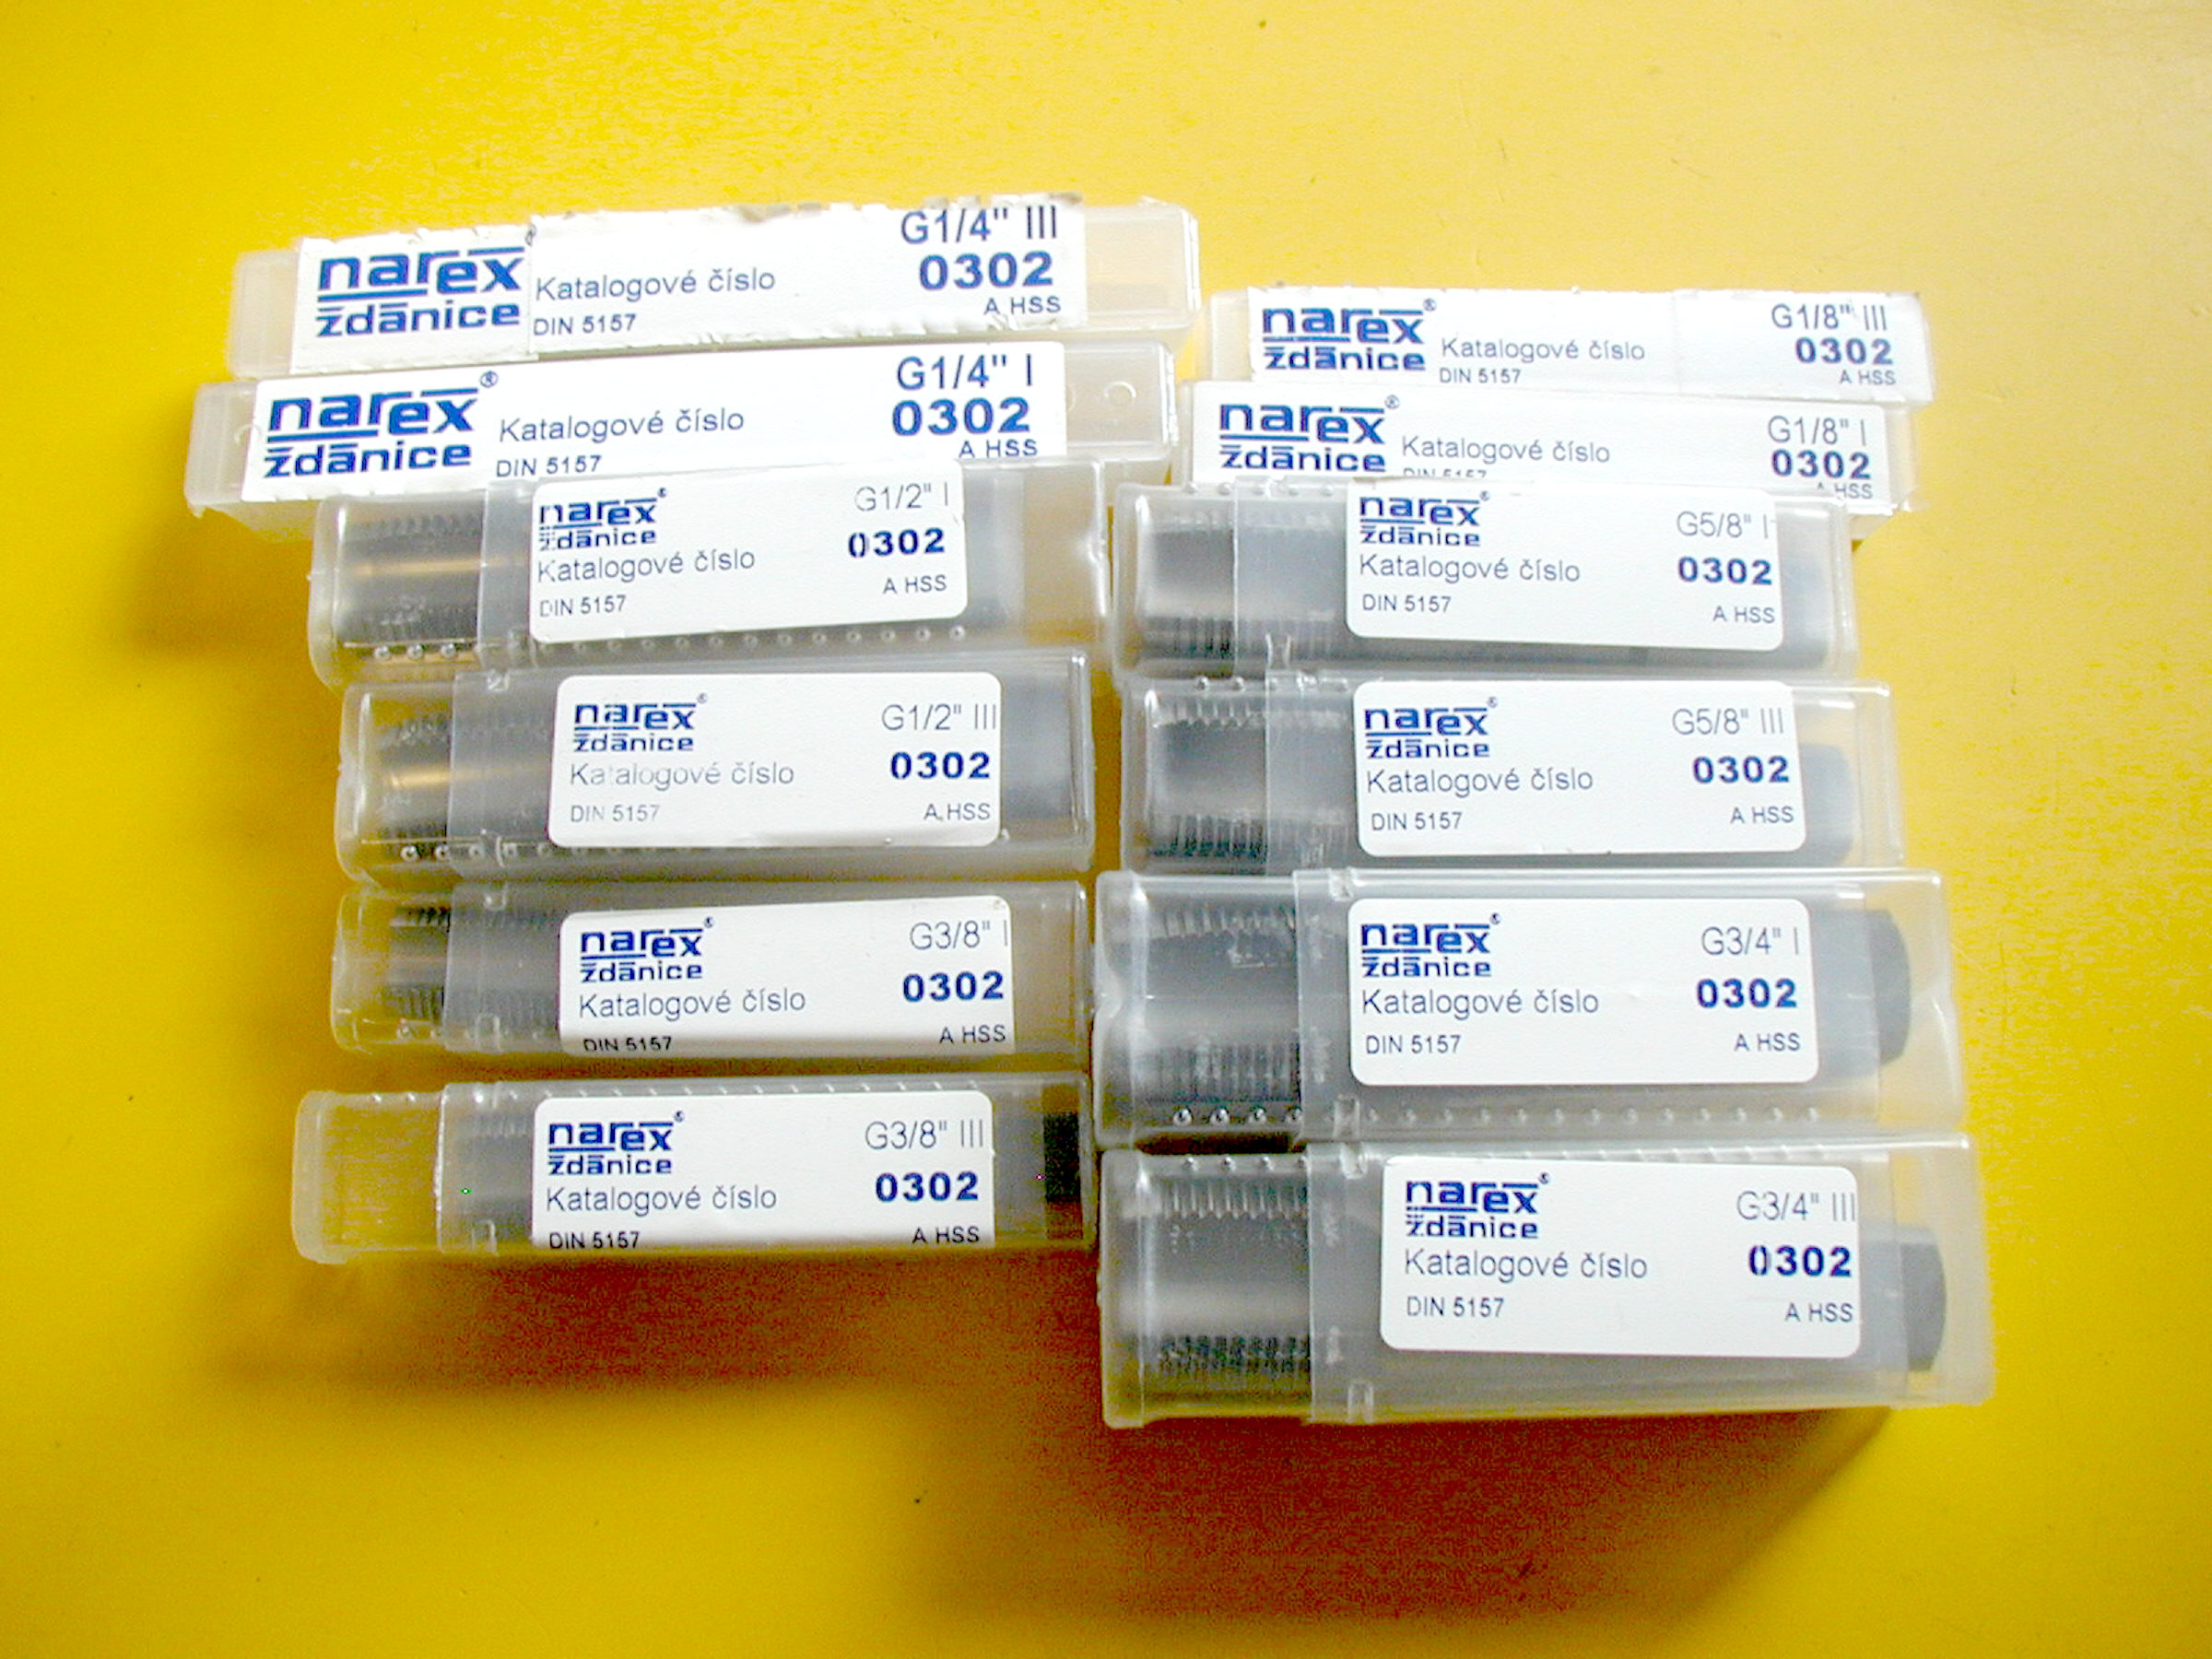 narex® G1/4" III
ždánice Katalogové číslo 0302
DIN 5157 A HSS
narex® G1/4" I
ždánice Katalogové číslo 0302
DIN 5157 A HSS
narex® G1/2" I
ždánice 0302
Katalogové číslo
DIN 5157 A HSS
narex® G1/2" III
ždánice 0302
Katalogové číslo
DIN 5157 A HSS
narex® G3/8" I
ždánice 0302
Katalogové číslo
DIN 5157 A HSS
narex® G3/8" III
ždánice 0302
Katalogové číslo
DIN 5157 A HSS
narex® G1/8" III
ždánice Katalogové číslo 0302
DIN 5157 A HSS
narex® G1/8" I
ždánice Katalogové číslo 0302
DIN 5157 A HSS
narex® G5/8" I
ždánice 0302
Katalogové číslo
DIN 5157 A HSS
narex® G5/8" III
ždánice 0302
Katalogové číslo
DIN 5157 A HSS
narex® G3/4" I
ždánice 0302
Katalogové číslo
DIN 5157 A HSS
narex® G3/4" III
ždánice 0302
Katalogové číslo
DIN 5157 A HSS